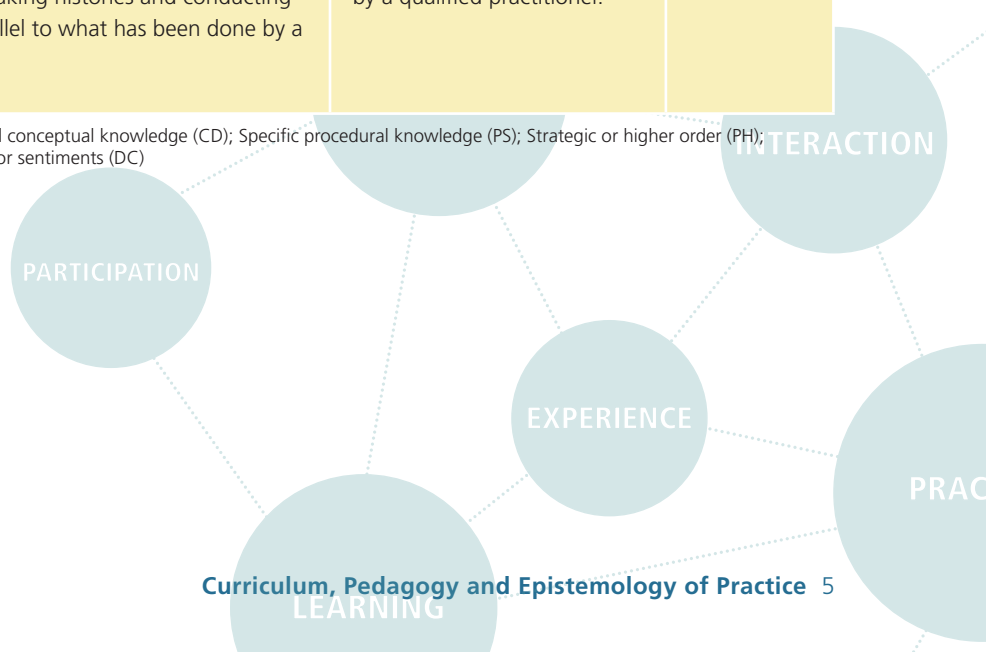 aking histories and conducting
by a qualified practitioner.
llel to what has been done by a
l conceptual knowledge (CD); Specific procedural knowledge (PS); Strategic or higher order (PH);
or sentiments (DC)
INTERACTION
PARTICIPATION
EXPERIENCE
PRAC
Curriculum, Pedagogy and Epistemology of Practice 5
LEARNING